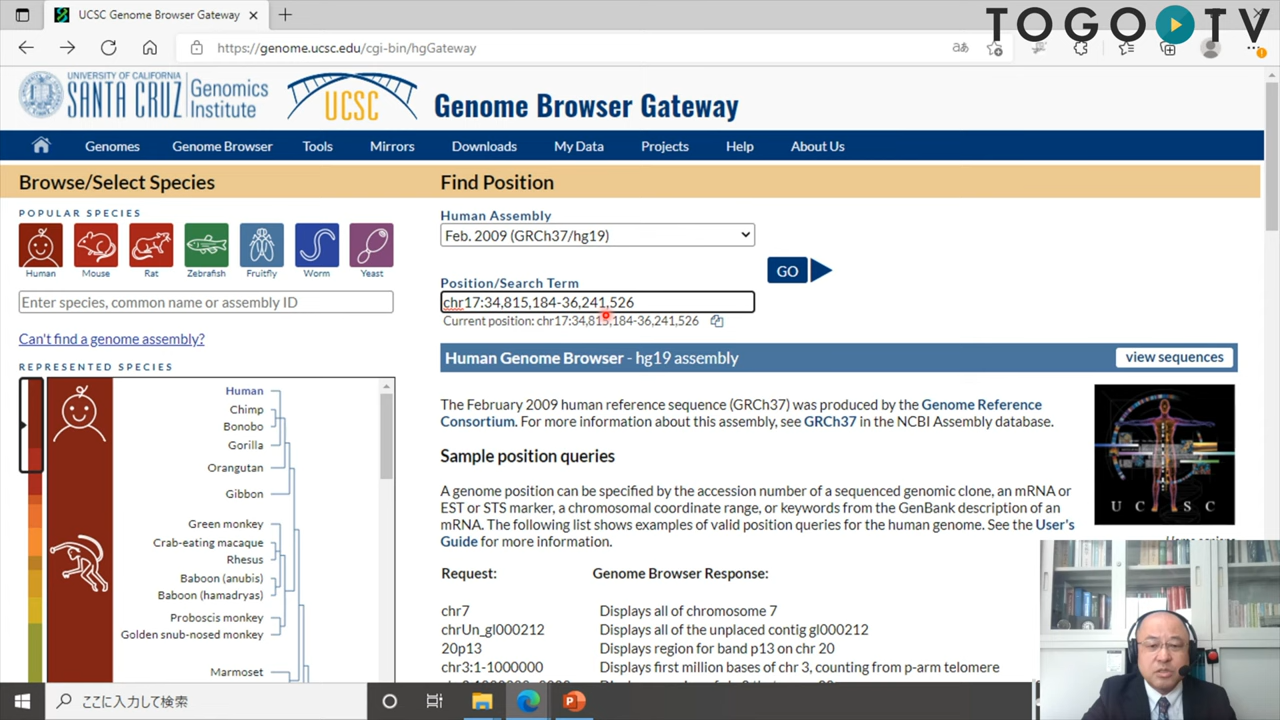 UCSC Genome Browser Gateway
TOGO TV
https://genome.ucsc.edu/cgi-bin/hgGateway
UNIVERSITY OF CALIFORNIA
SANTA CRUZ
Genomics
Institute
UCSC
Genome Browser Gateway
Genomes
Genome Browser
Tools
Mirrors
Downloads
My Data
Projects
Help
About Us
Browse/Select Species
POPULAR SPECIES
Human
Mouse
Rat
Zebrafish
Fruitfly
Worm
Yeast
Enter species, common name or assembly ID
Can't find a genome assembly?
REPRESENTED SPECIES
Human
Chimp
Bonobo
Gorilla
Orangutan
Gibbon
Green monkey
Crab-eating macaque
Rhesus
Baboon (anubis)
Baboon (hamadryas)
Proboscis monkey
Golden snub-nosed monkey
Marmoset
Find Position
Human Assembly
Feb. 2009 (GRCh37/hg19)
Position/Search Term
chr17:34,815,184-36,241,526
GO
Current position: chr17:34,815,184-36,241,526
Human Genome Browser - hg19 assembly
view sequences
The February 2009 human reference sequence (GRCh37) was produced by the Genome Reference
Consortium. For more information about this assembly, see GRCh37 in the NCBI Assembly database.
Sample position queries
A genome position can be specified by the accession number of a sequenced genomic clone, an mRNA or
EST or STS marker, a chromosomal coordinate range, or keywords from the GenBank description of an
mRNA. The following list shows examples of valid position queries for the human genome. See the User's
Guide for more information.
UCSC
Request:
Genome Browser Response:
chr7
Displays all of chromosome 7
chrUn_gl000212
Displays all of the unplaced contig gl000212
20p13
Displays region for band p13 on chr 20
chr3:1-1000000
Displays first million bases of chr 3, counting from p-arm telomere
ここに入力して検索